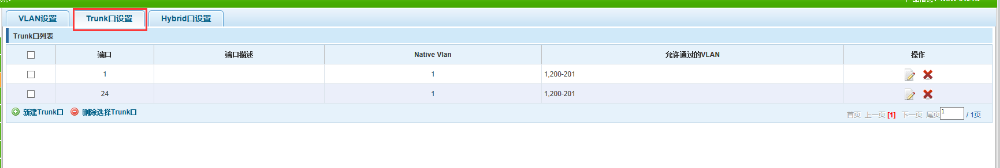 VLAN设置 Trunk口设置 Hybrid口设置
Trunk口列表
端口 端口描述 Native Vlan 允许通过的VLAN 操作
1 1 1,200-201
24 1 1,200-201
新建Trunk口 删除选择Trunk口 首页 上一页 [1] 下一页 尾页 1 / 1页